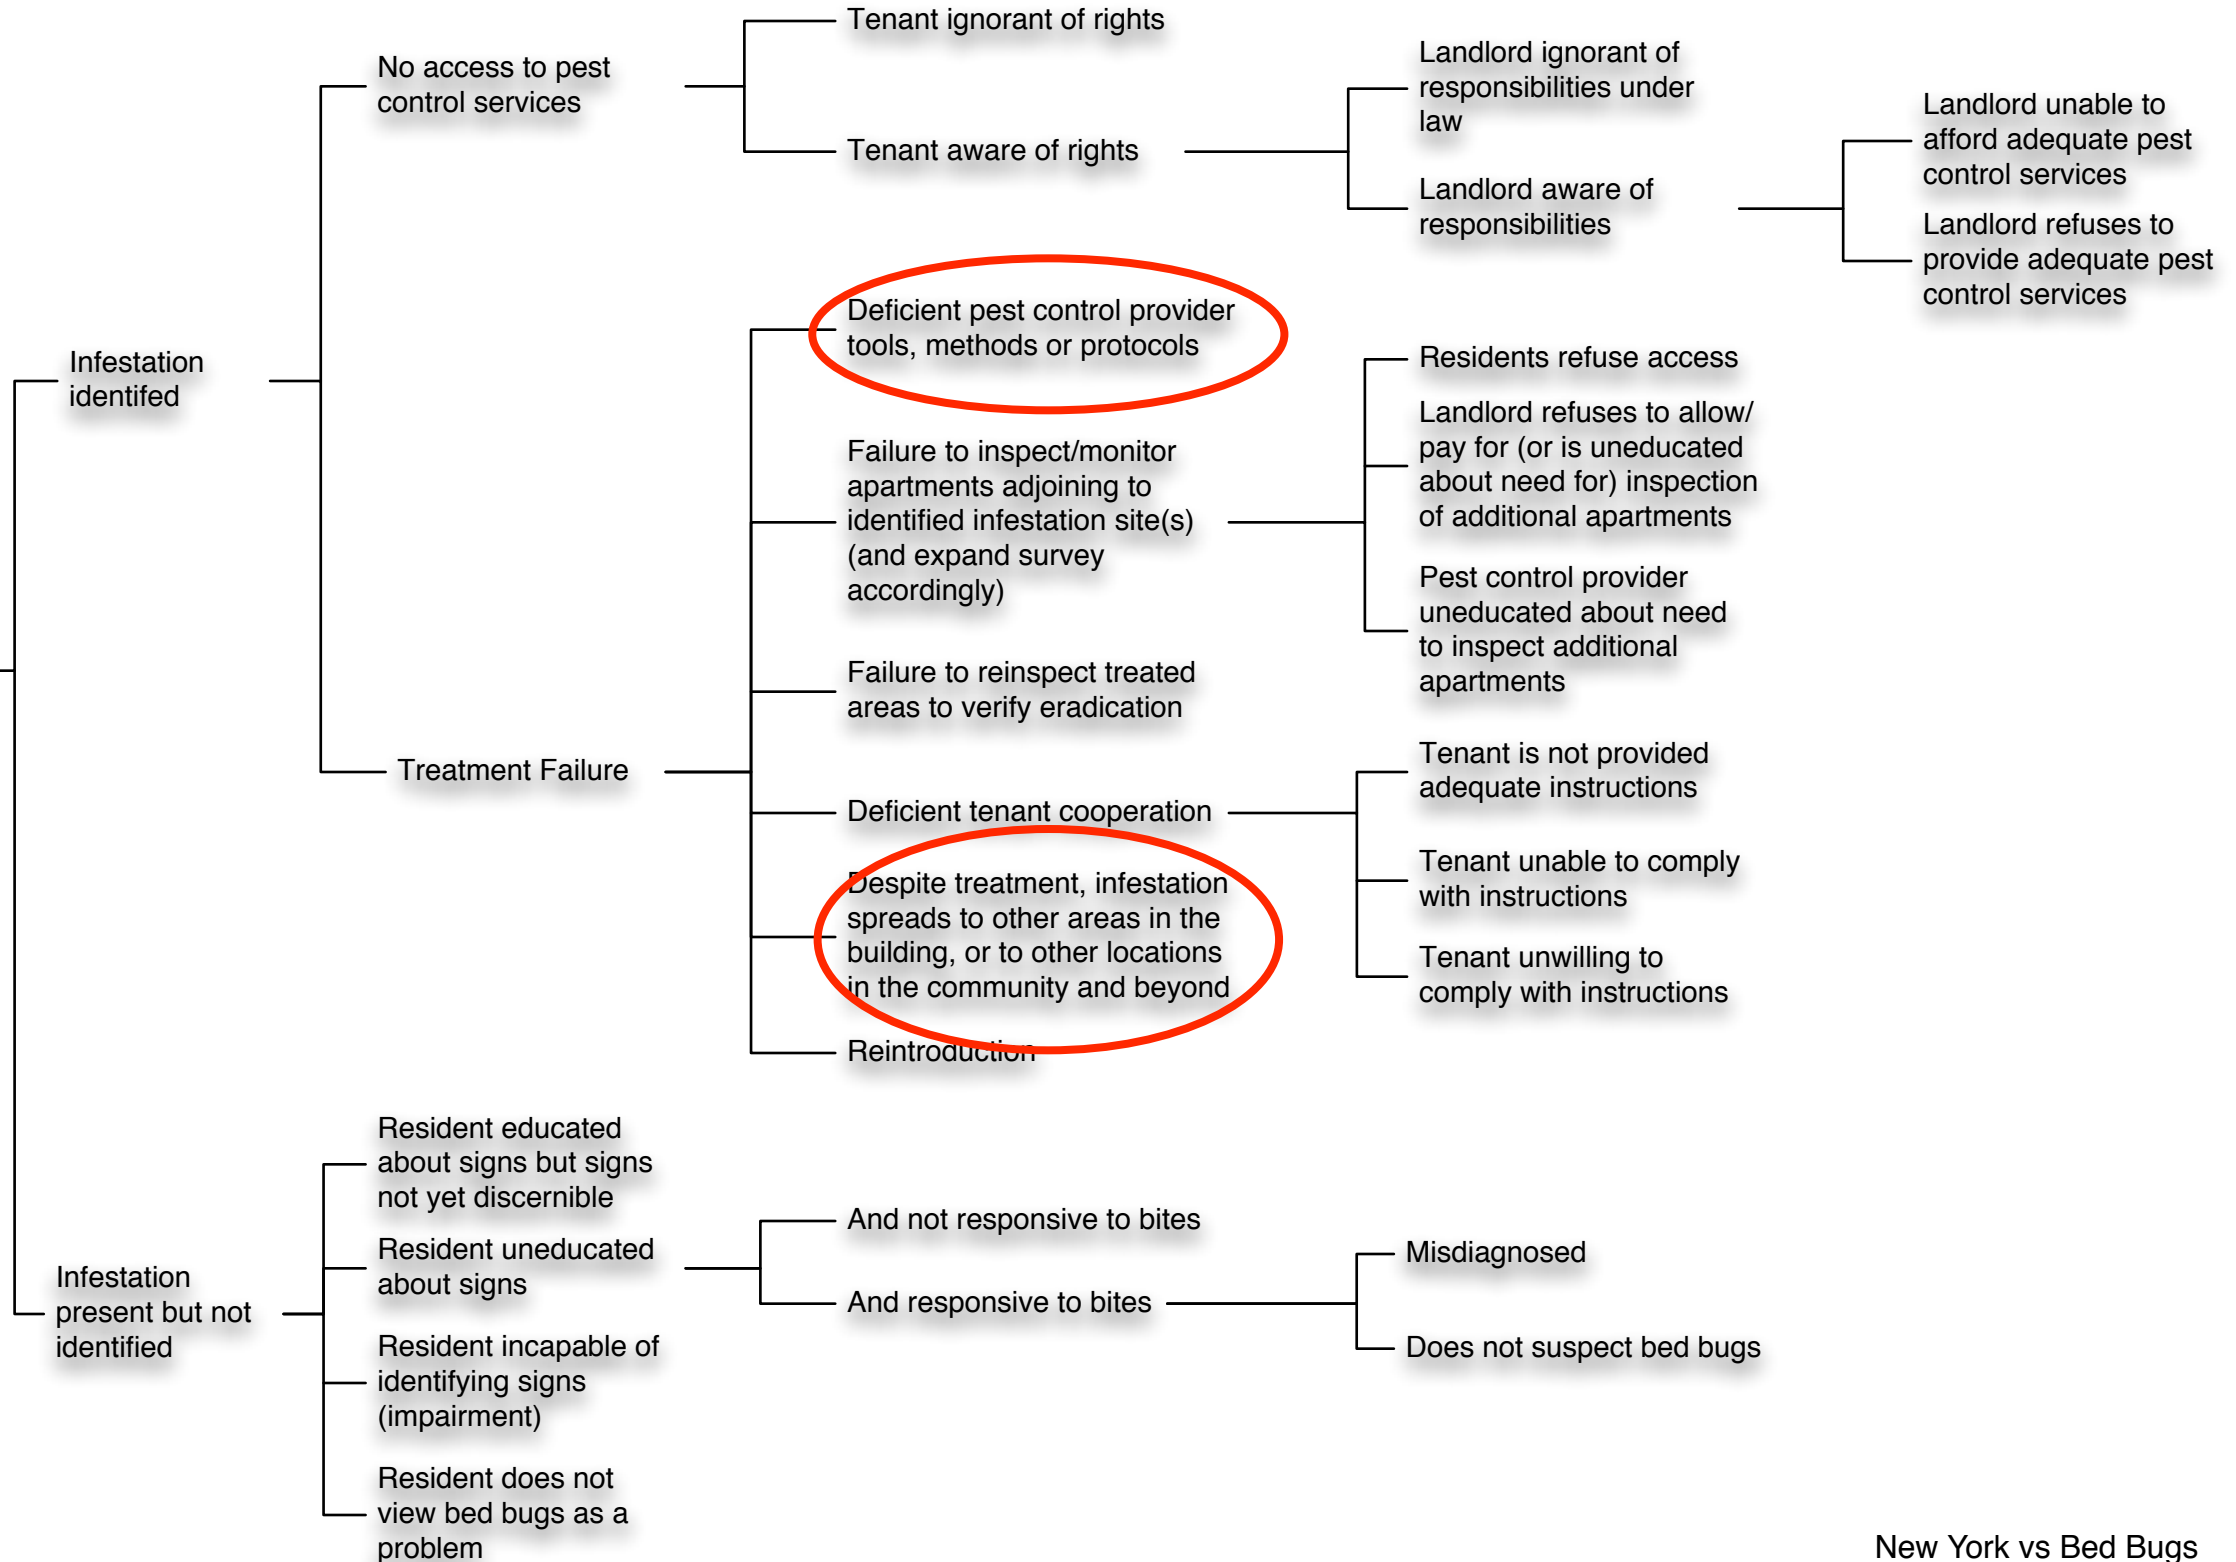 Tenant ignorant of rights
No access to pest
control services
Landlord ignorant of
responsibilities under
law
Tenant aware of rights
Landlord unable to
afford adequate pest
control services
Landlord aware of
responsibilities
Landlord refuses to
provide adequate pest
control services
Infestation
identifed
Deficient pest control provider
tools, methods or protocols
Residents refuse access
Failure to inspect/monitor
apartments adjoining to
identified infestation site(s)
(and expand survey
accordingly)
Landlord refuses to allow/
pay for (or is uneducated
about need for) inspection
of additional apartments
Pest control provider
uneducated about need
to inspect additional
apartments
Failure to reinspect treated
areas to verify eradication
Treatment Failure
Deficient tenant cooperation
Tenant is not provided
adequate instructions
Tenant unable to comply
with instructions
Tenant unwilling to
comply with instructions
Despite treatment, infestation
spreads to other areas in the
building, or to other locations
in the community and beyond
Reintroduction
Infestation
present but not
identified
Resident educated
about signs but signs
not yet discernible
Resident uneducated
about signs
And not responsive to bites
And responsive to bites
Misdiagnosed
Does not suspect bed bugs
Resident incapable of
identifying signs
(impairment)
Resident does not
view bed bugs as a
problem
New York vs Bed Bugs